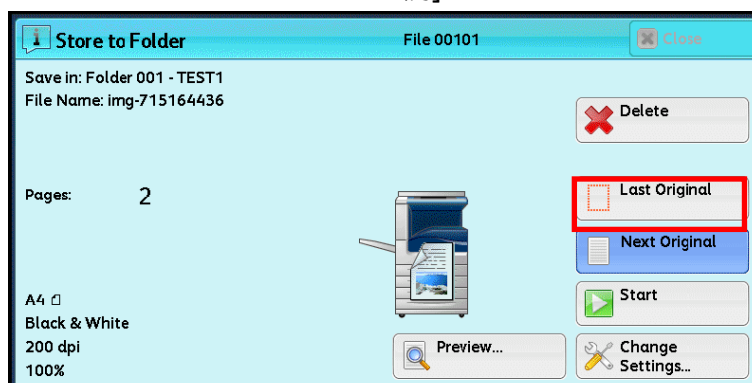 Store to Folder
File 00101
Close
Save in: Folder 001 - TEST1
File Name: img-715164436
Delete
Pages: 2
Last Original
Next Original
A4
Start
Black & White
200 dpi
Preview...
Change
Settings...
100%